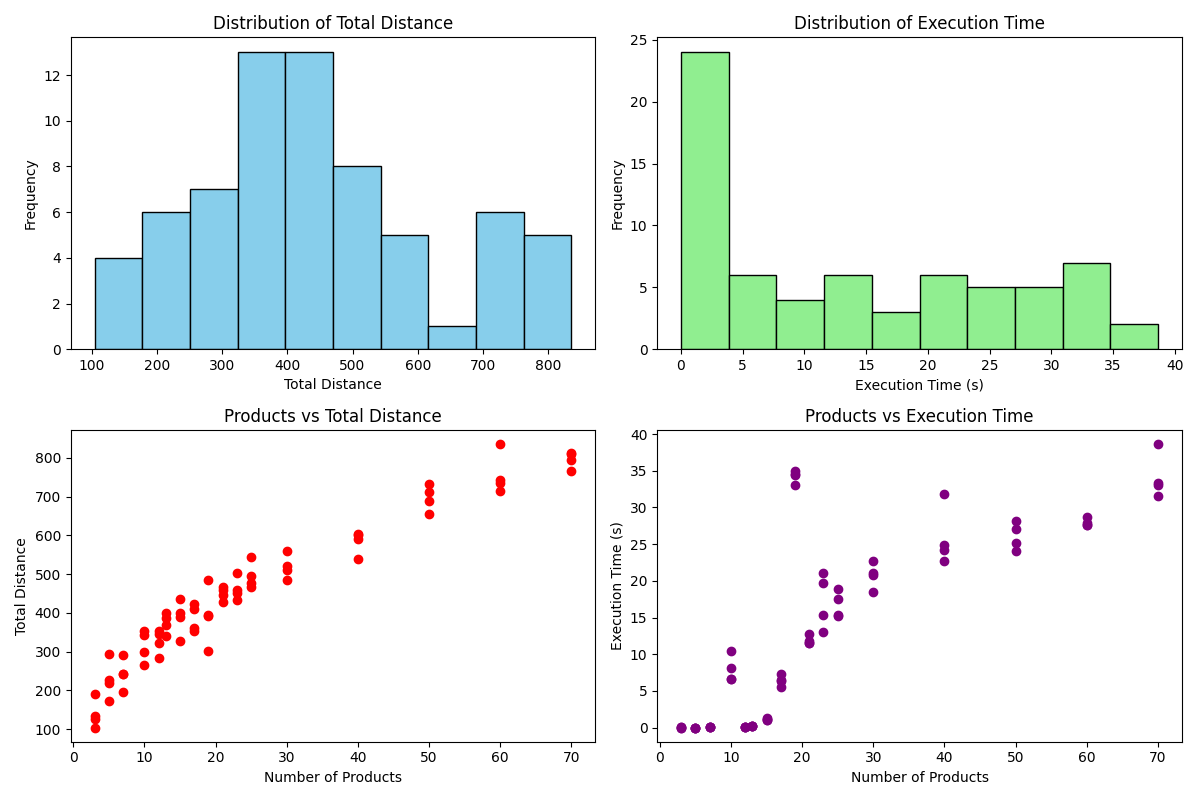 Distribution of Total Distance
Frequency
12
10
8
6
4
2
0
100 200 300 400 500 600 700 800
Total Distance
Distribution of Execution Time
Frequency
25
20
15
10
5
0
0 5 10 15 20 25 30 35 40
Execution Time (s)
Products vs Total Distance
Total Distance
800
700
600
500
400
300
200
100
0 10 20 30 40 50 60 70
Number of Products
Products vs Execution Time
Execution Time (s)
40
35
30
25
20
15
10
5
0
0 10 20 30 40 50 60 70
Number of Products